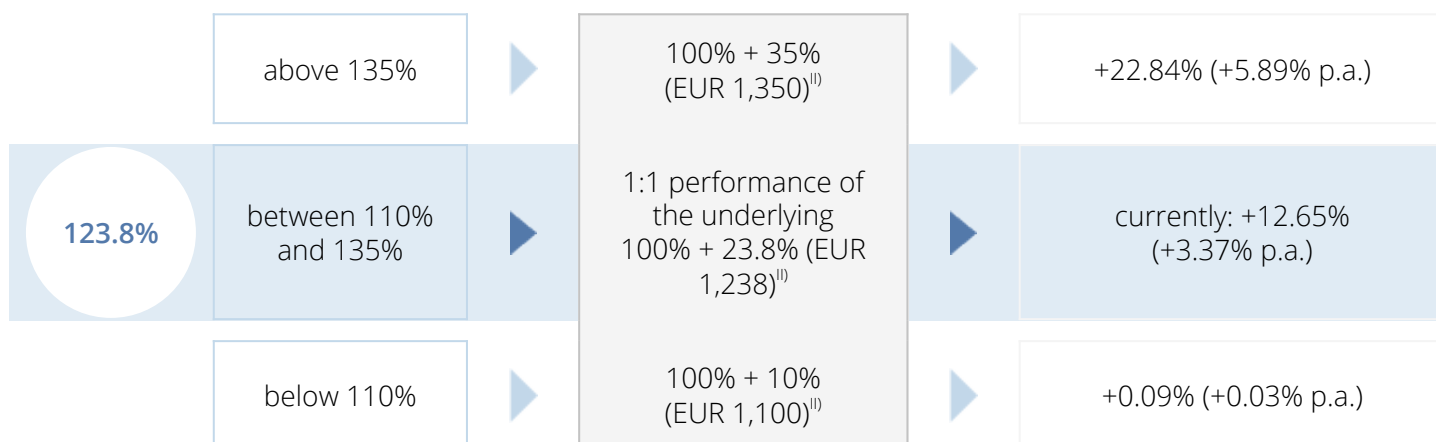 above 135%
100% + 35%
(EUR 1,350)II)
+22.84% (+5.89% p.a.)
123.8%
between 110%
and 135%
1:1 performance of
the underlying
100% + 23.8% (EUR
1,238)II)
currently: +12.65%
(+3.37% p.a.)
below 110%
100% + 10%
(EUR 1,100)II)
+0.09% (+0.03% p.a.)